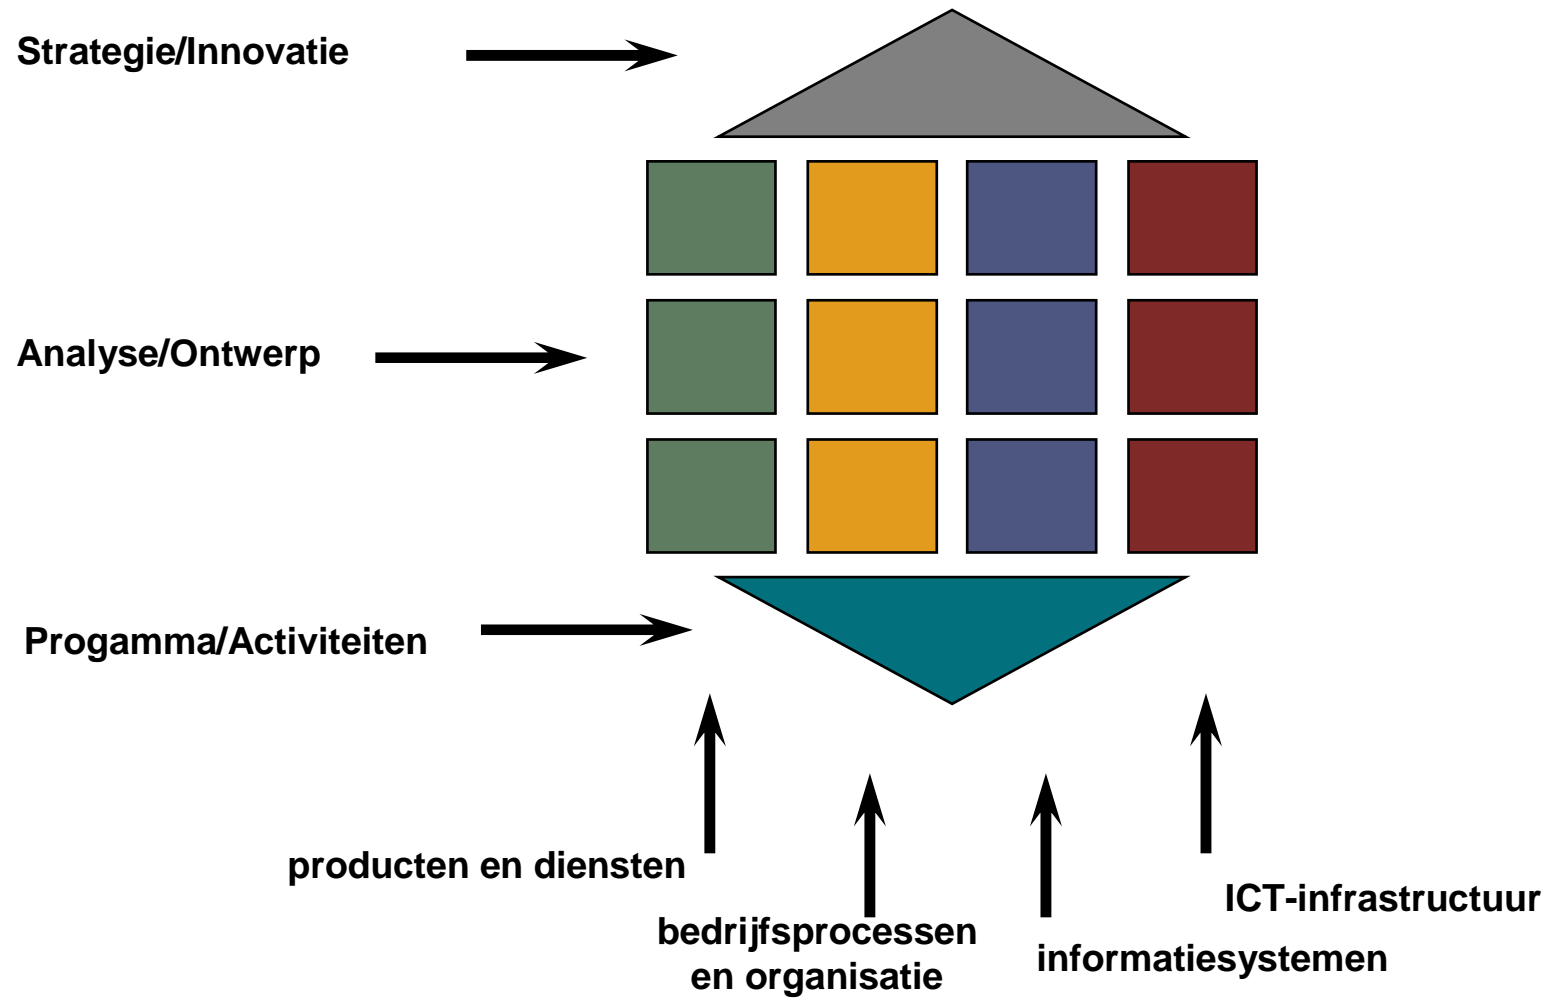 Strategie/Innovatie
Analyse/Ontwerp
Progamma/Activiteiten
producten en diensten
bedrijfsprocessen
en organisatie
informatiesystemen
ICT-infrastructuur